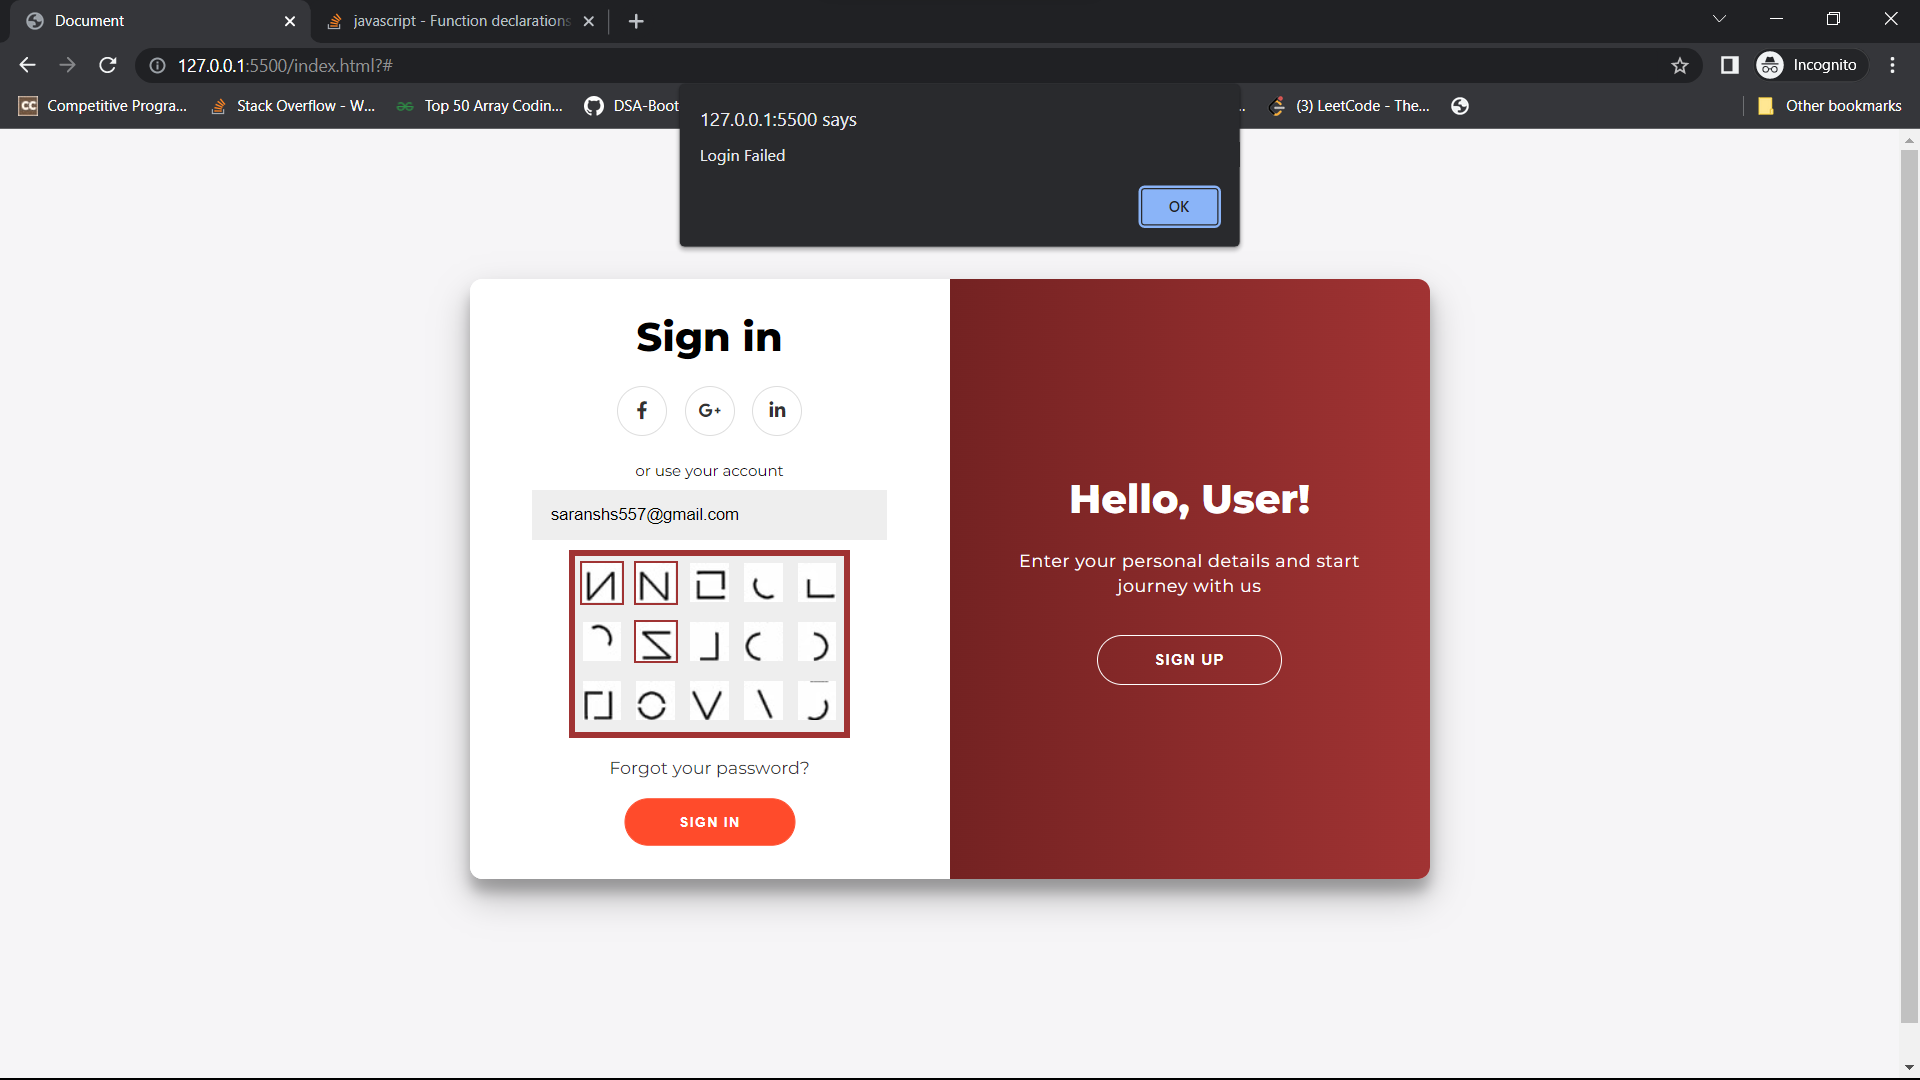 Document
javascript - Function declarations
127.0.0.1:5500/index.html?#
Incognito
CC Competitive Progra...
Stack Overflow - W...
Top 50 Array Codin...
DSA-Boot
(3) LeetCode - The...
Other bookmarks
127.0.0.1:5500 says
Login Failed
OK
Sign in
f G+ in
or use your account
saranshs557@gmail.com
Forgot your password?
SIGN IN
Hello, User!
Enter your personal details and start
journey with us
SIGN UP